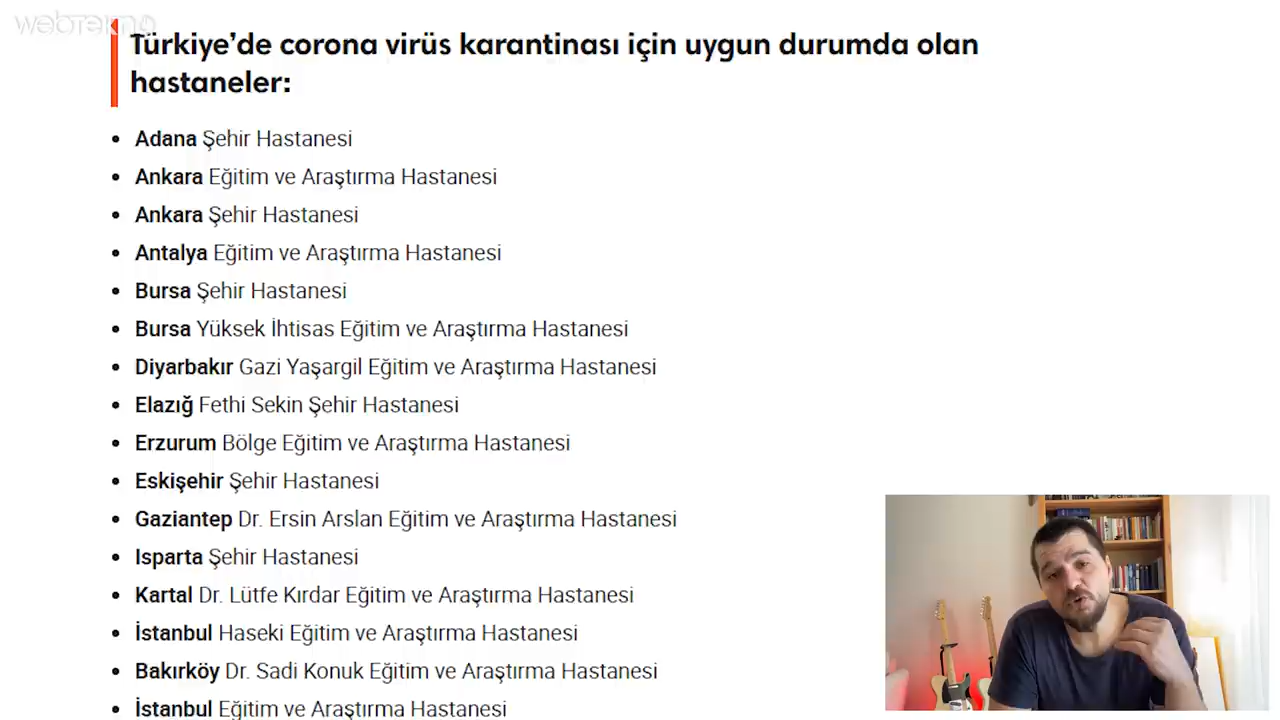 webtekno
Türkiye’de corona virüs karantinası için uygun durumda olan
hastaneler:
Adana Şehir Hastanesi
Ankara Eğitim ve Araştırma Hastanesi
Ankara Şehir Hastanesi
Antalya Eğitim ve Araştırma Hastanesi
Bursa Şehir Hastanesi
Bursa Yüksek İhtisas Eğitim ve Araştırma Hastanesi
Diyarbakır Gazi Yaşargil Eğitim ve Araştırma Hastanesi
Elazığ Fethi Sekin Şehir Hastanesi
Erzurum Bölge Eğitim ve Araştırma Hastanesi
Eskişehir Şehir Hastanesi
Gaziantep Dr. Ersin Arslan Eğitim ve Araştırma Hastanesi
Isparta Şehir Hastanesi
Kartal Dr. Lütfe Kırdar Eğitim ve Araştırma Hastanesi
İstanbul Haseki Eğitim ve Araştırma Hastanesi
Bakırköy Dr. Sadi Konuk Eğitim ve Araştırma Hastanesi
İstanbul Eğitim ve Araştırma Hastanesi